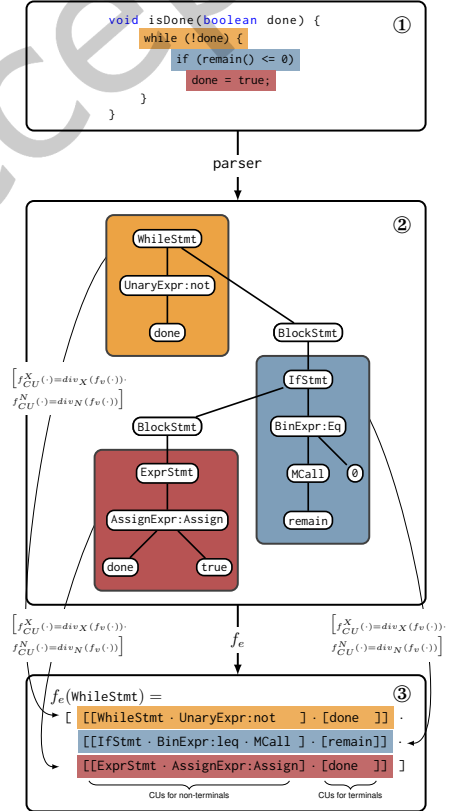 void isDone(boolean done) {
①
while (!done) {
if (remain() <= 0)
done = true;
}
}
parser
②
WhileStmt
UnaryExpr:not
done
BlockStmt
[f^X_CU(·)=div_X(f_v(·))·
f^N_CU(·)=div_N(f_v(·))]
IfStmt
BlockStmt
BinExpr:Eq
ExprStmt
MCall
0
AssignExpr:Assign
remain
done
true
[f^X_CU(·)=div_X(f_v(·))·
f^N_CU(·)=div_N(f_v(·))]
f_e
[f^X_CU(·)=div_X(f_v(·))·
f^N_CU(·)=div_N(f_v(·))]
③
f_e(WhileStmt) =
[ [[WhileStmt · UnaryExpr:not ] · [done ]] ·
[[IfStmt · BinExpr:leq · MCall ] · [remain]] ·
[[ExprStmt · AssignExpr:Assign] · [done ]] ]
CUs for non-terminals
CUs for terminals